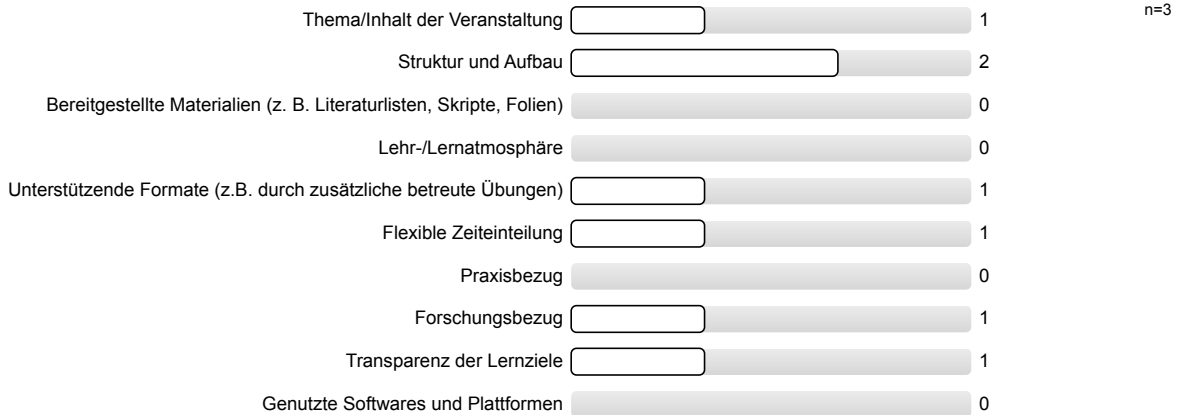 Thema/Inhalt der Veranstaltung 1 n=3
Struktur und Aufbau 2
Bereitgestellte Materialien (z. B. Literaturlisten, Skripte, Folien) 0
Lehr-/Lernatmosphäre 0
Unterstützende Formate (z.B. durch zusätzliche betreute Übungen) 1
Flexible Zeiteinteilung 1
Praxisbezug 0
Forschungsbezug 1
Transparenz der Lernziele 1
Genutzte Softwares und Plattformen 0